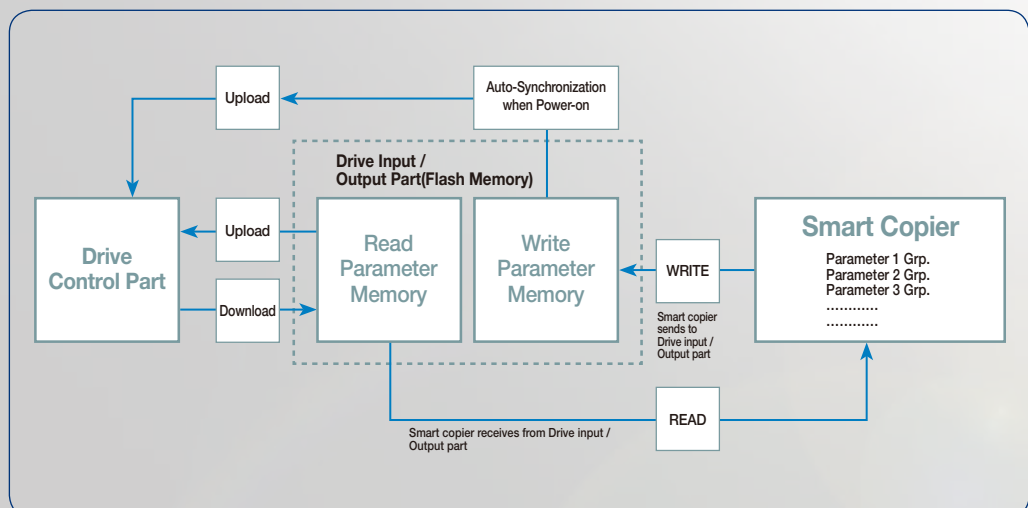 Upload
Auto-Synchronization
when Power-on
Drive Input /
Output Part(Flash Memory)
Drive
Control Part
Upload
Download
Read
Parameter
Memory
Write
Parameter
Memory
WRITE
Smart copier
sends to
Drive input /
Output part
Smart Copier
Parameter 1 Grp.
Parameter 2 Grp.
Parameter 3 Grp.
............
............
READ
Smart copier receives from Drive input /
Output part